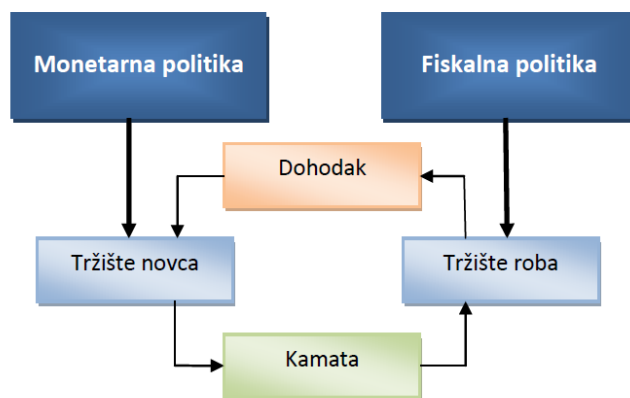 Monetarna politika
Fiskalna politika
Dohodak
Tržište novca
Tržište roba
Kamata